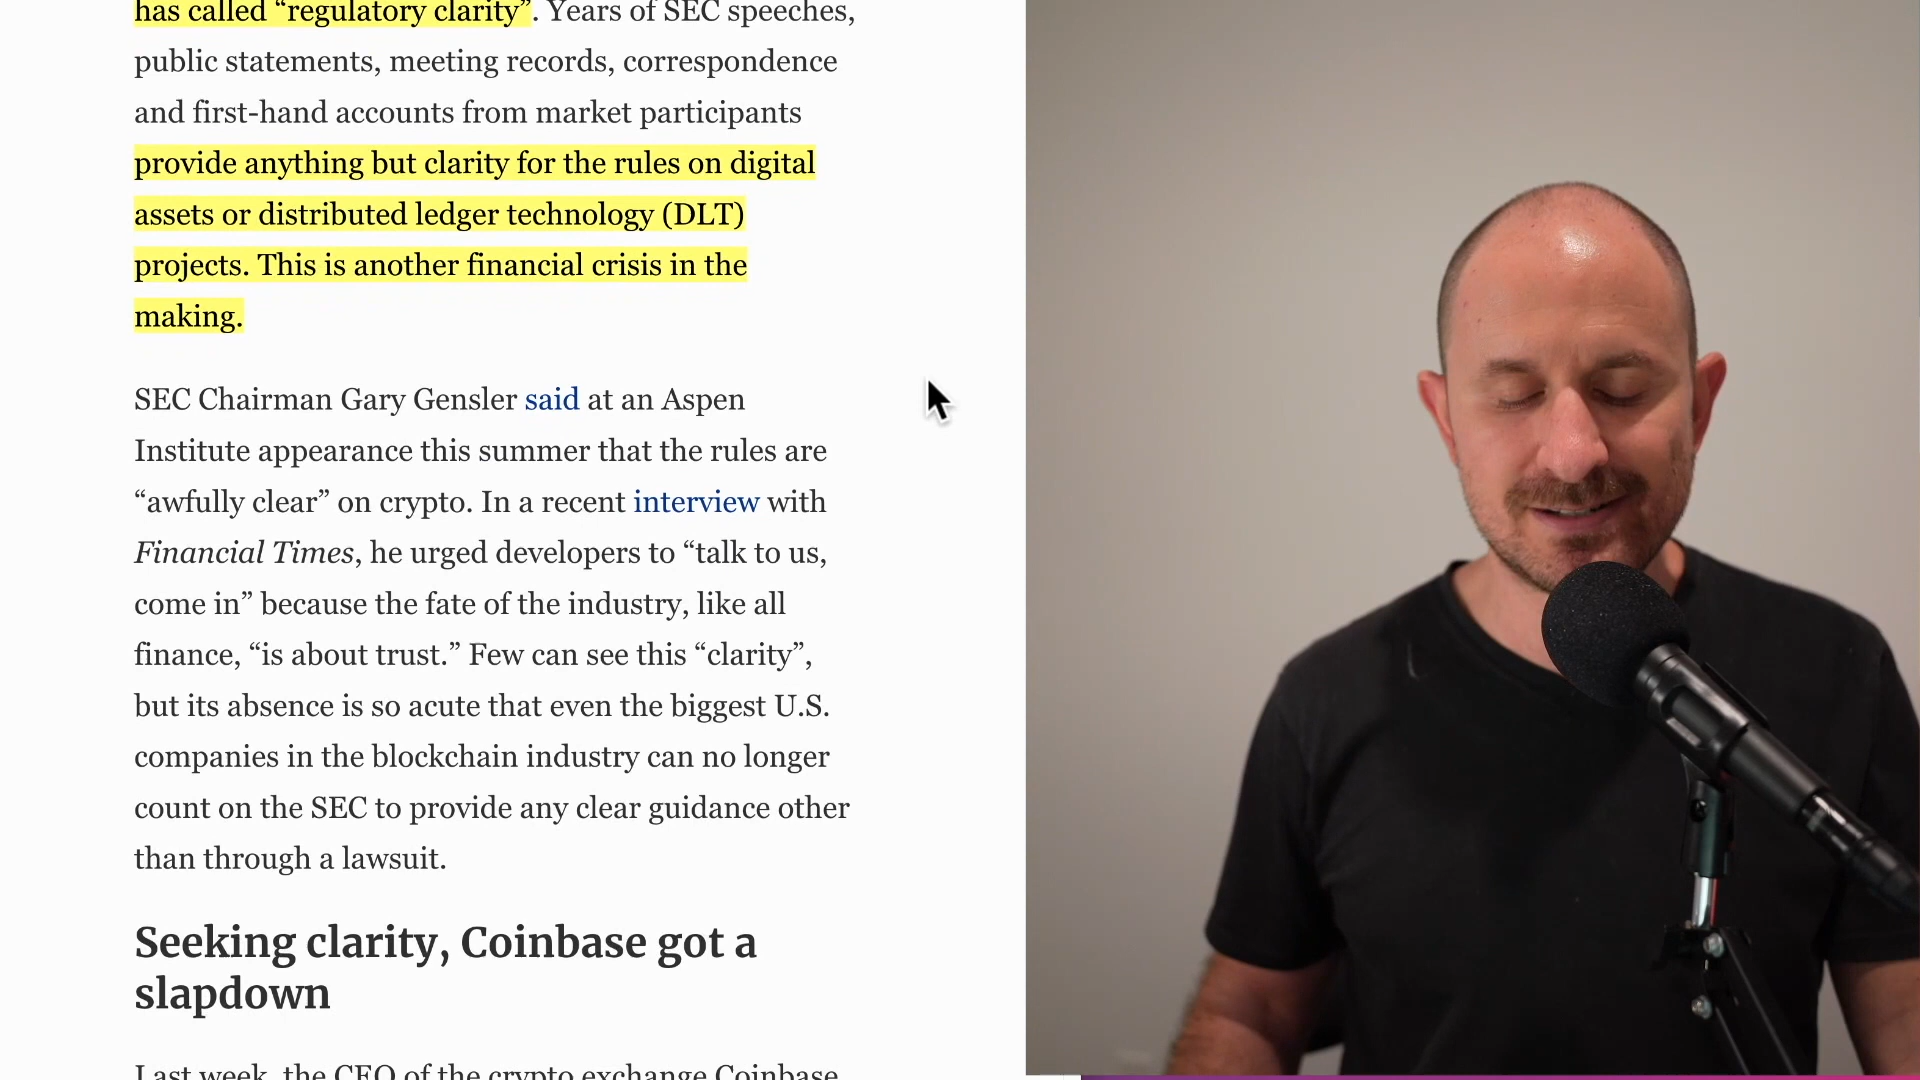 has called “regulatory clarity”. Years of SEC speeches,
public statements, meeting records, correspondence
and first-hand accounts from market participants
provide anything but clarity for the rules on digital
assets or distributed ledger technology (DLT)
projects. This is another financial crisis in the
making.
SEC Chairman Gary Gensler said at an Aspen
Institute appearance this summer that the rules are
“awfully clear” on crypto. In a recent interview with
Financial Times, he urged developers to “talk to us,
come in” because the fate of the industry, like all
finance, “is about trust.” Few can see this “clarity”,
but its absence is so acute that even the biggest U.S.
companies in the blockchain industry can no longer
count on the SEC to provide any clear guidance other
than through a lawsuit.
Seeking clarity, Coinbase got a
slapdown
Last week, the CEO of the crypto exchange Coinbase